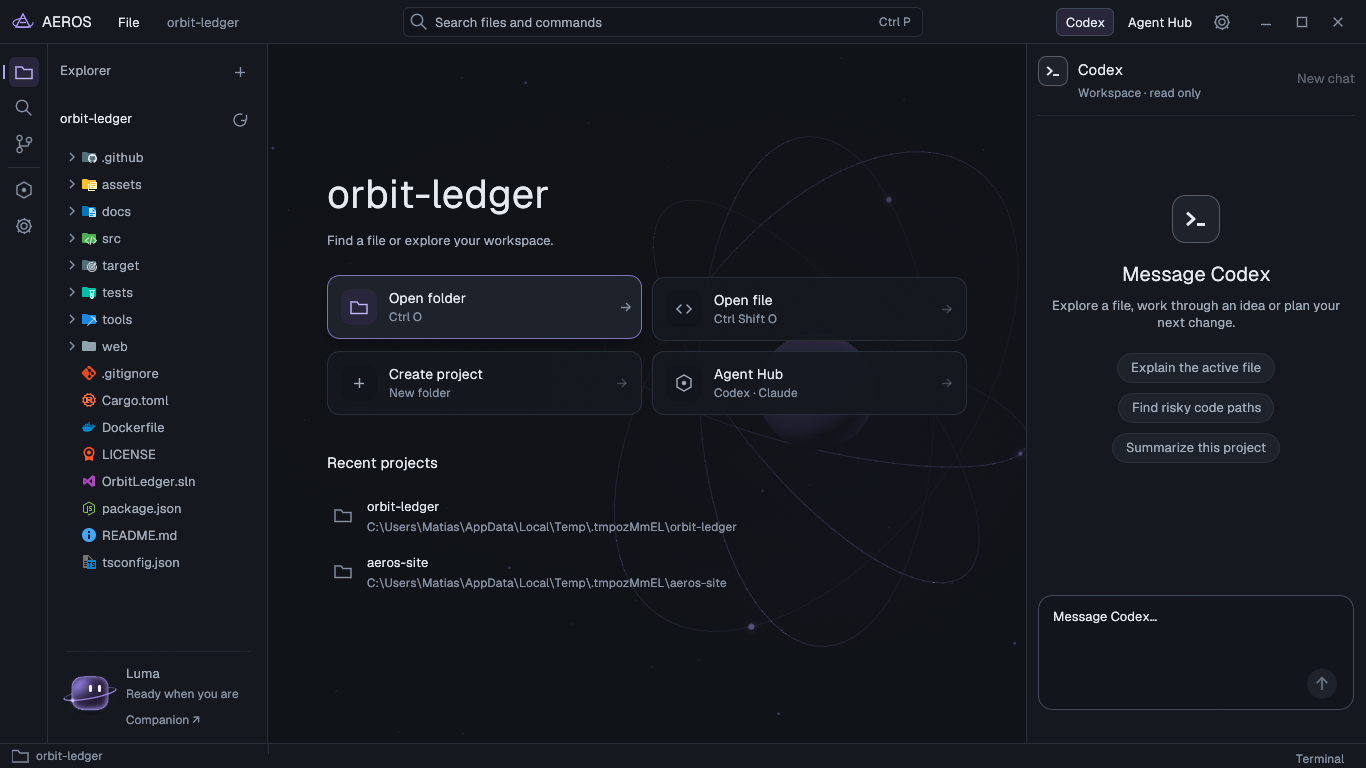 AEROS
File
orbit-ledger
Search files and commands
Ctrl P
Codex
Agent Hub
Explorer
orbit-ledger
.github
assets
docs
src
target
tests
tools
web
.gitignore
Cargo.toml
Dockerfile
LICENSE
OrbitLedger.sln
package.json
README.md
tsconfig.json
Luma
Ready when you are
Companion ↗
orbit-ledger
Find a file or explore your workspace.
Open folder
Ctrl O
Open file
Ctrl Shift O
Create project
New folder
Agent Hub
Codex · Claude
Recent projects
orbit-ledger
C:\Users\Matias\AppData\Local\Temp\.tmpozMmEL\orbit-ledger
aeros-site
C:\Users\Matias\AppData\Local\Temp\.tmpozMmEL\aeros-site
Codex
Workspace · read only
New chat
Message Codex
Explore a file, work through an idea or plan your
next change.
Explain the active file
Find risky code paths
Summarize this project
Message Codex…
orbit-ledger
Terminal